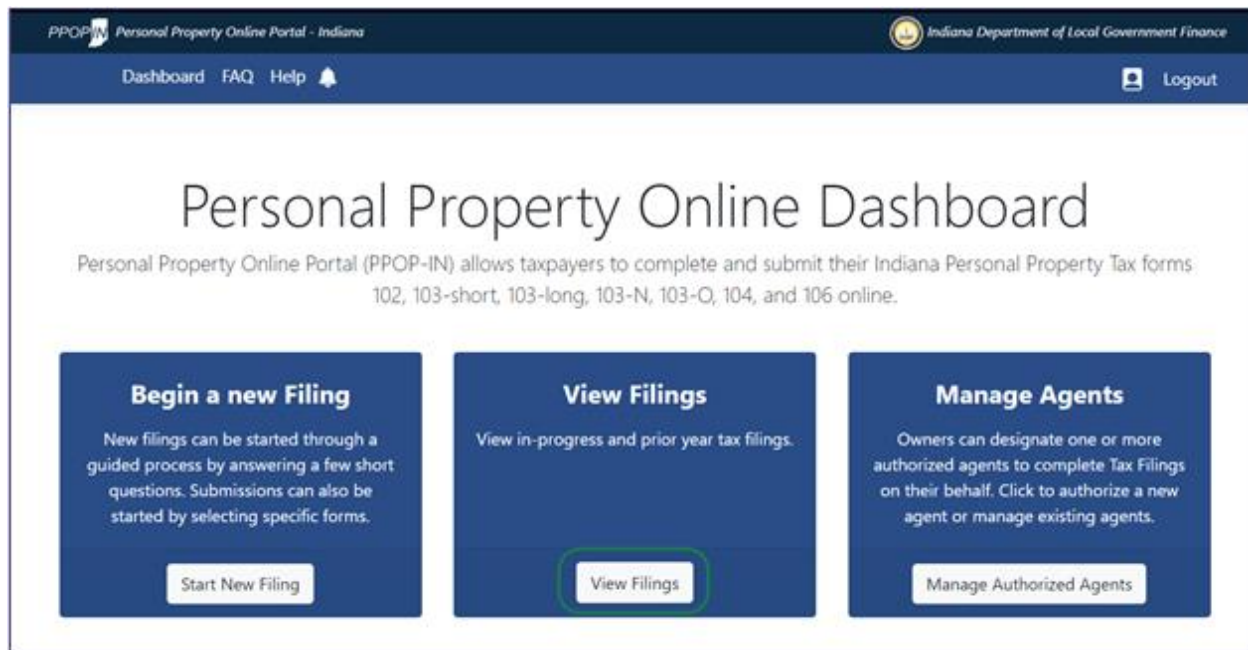 PPOP IN Personal Property Online Portal - Indiana
Indiana Department of Local Government Finance
Dashboard FAQ Help
Logout
Personal Property Online Dashboard
Personal Property Online Portal (PPOP-IN) allows taxpayers to complete and submit their Indiana Personal Property Tax forms
102, 103-short, 103-long, 103-N, 103-O, 104, and 106 online.
Begin a new Filing
New filings can be started through a
guided process by answering a few short
questions. Submissions can also be
started by selecting specific forms.
Start New Filing
View Filings
View in-progress and prior year tax filings.
View Filings
Manage Agents
Owners can designate one or more
authorized agents to complete Tax Filings
on their behalf. Click to authorize a new
agent or manage existing agents.
Manage Authorized Agents